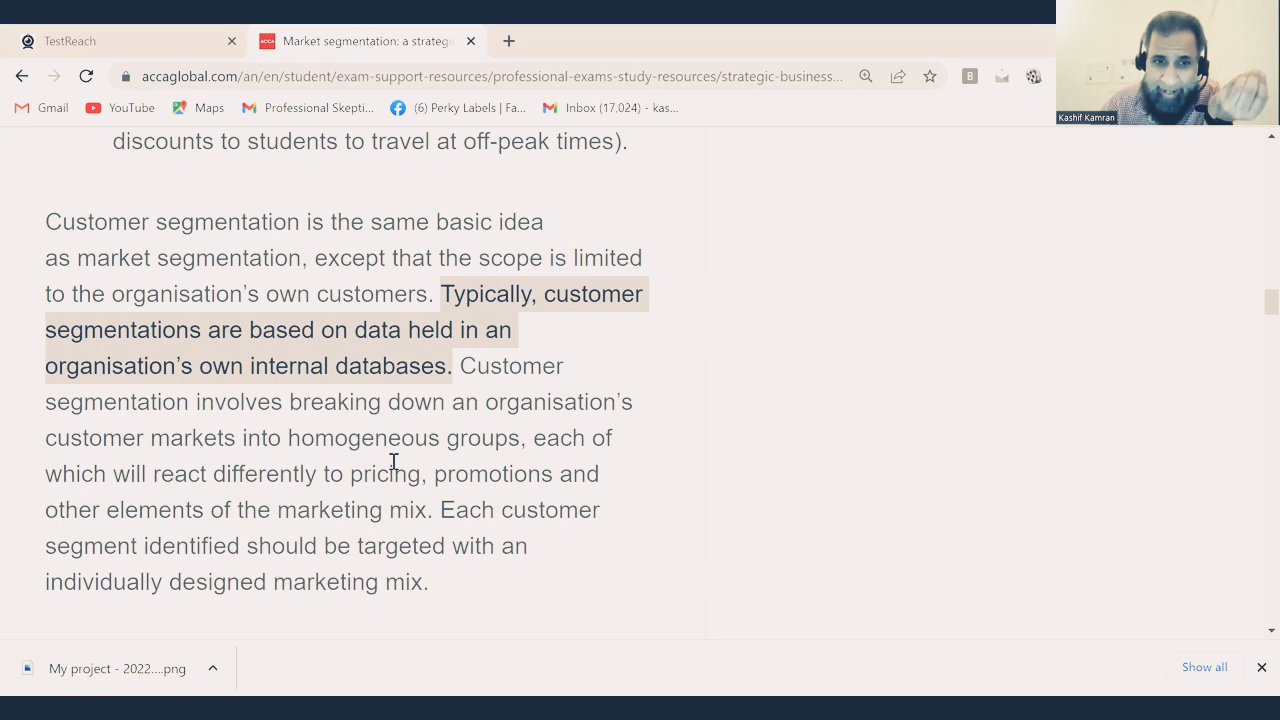 TestReach
ACCA
Market segmentation: a strategi
accaglobal.com/an/en/student/exam-support-resources/professional-exams-study-resources/strategic-business...
B
Gmail
YouTube
Maps
Professional Skepti...
(6) Perky Labels | Fa...
Inbox (17,024) - kas...
Kashif Kamran
discounts to students to travel at off-peak times).
Customer segmentation is the same basic idea
as market segmentation, except that the scope is limited
to the organisation’s own customers. Typically, customer
segmentations are based on data held in an
organisation’s own internal databases. Customer
segmentation involves breaking down an organisation’s
customer markets into homogeneous groups, each of
which will react differently to pricing, promotions and
other elements of the marketing mix. Each customer
segment identified should be targeted with an
individually designed marketing mix.
My project - 2022....png
Show all